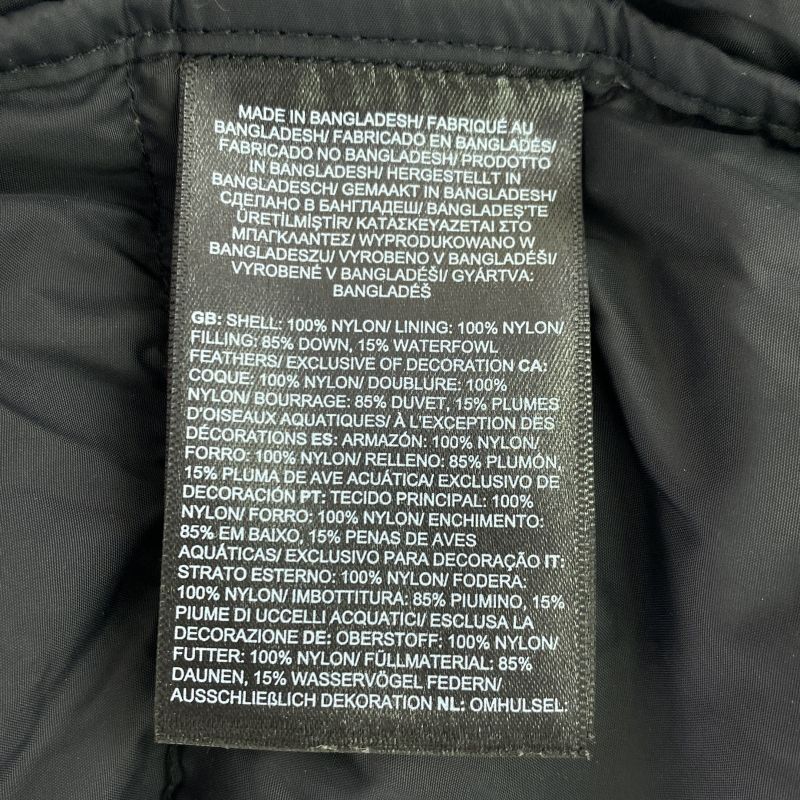 MADE IN BANGLADESH/ FABRIQUÉ AU
BANGLADESH/ FABRICADO EN BANGLADÉS/
FABRICADO NO BANGLADESH/ PRODOTTO
IN BANGLADESH/ HERGESTELLT IN
BANGLADESCH/ GEMAAKT IN BANGLADESH/
СДЕЛАНО В БАНГЛАДЕШ/ BANGLADEŞ'TE
ÜRETİLMİŞTİR/ ΚΑΤΑΣΚΕΥΑΖΕΤΑΙ ΣΤΟ
ΜΠΑΓΚΛΑΝΤΕΣ/ WYPRODUKOWANO W
BANGLADESZU/ VYROBENO V BANGLADÉŠI/
VYROBENÉ V BANGLADÉŠI/ GYÁRTVA:
BANGLADÉŠ
GB: SHELL: 100% NYLON/ LINING: 100% NYLON/
FILLING: 85% DOWN, 15% WATERFOWL
FEATHERS/ EXCLUSIVE OF DECORATION CA:
COQUE: 100% NYLON/ DOUBLURE: 100%
NYLON/ BOURRAGE: 85% DUVET, 15% PLUMES
D'OISEAUX AQUATIQUES/ À L'EXCEPTION DES
DÉCORATIONS ES: ARMAZÓN: 100% NYLON/
FORRO: 100% NYLON/ RELLENO: 85% PLUMÓN,
15% PLUMA DE AVE ACUÁTICA/ EXCLUSIVO DE
DECORACIÓN PT: TECIDO PRINCIPAL: 100%
NYLON/ FORRO: 100% NYLON/ ENCHIMENTO:
85% EM BAIXO, 15% PENAS DE AVES
AQUÁTICAS/ EXCLUSIVO PARA DECORAÇÃO IT:
STRATO ESTERNO: 100% NYLON/ FODERA:
100% NYLON/ IMBOTTITURA: 85% PIUMINO, 15%
PIUME DI UCCELLI ACQUATICI/ ESCLUSA LA
DECORAZIONE DE: OBERSTOFF: 100% NYLON/
FUTTER: 100% NYLON/ FÜLLMATERIAL: 85%
DAUNEN, 15% WASSERVÖGEL FEDERN/
AUSSCHLIEßLICH DEKORATION NL: OMHULSEL: